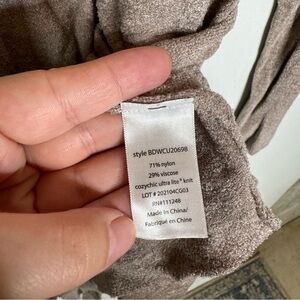 style BDWCU2069B
71% nylon
29% viscose
cozychic ultra lite® knit
LOT # 202104CG03
RN#111248
Made In China/
Fabriqué en Chine